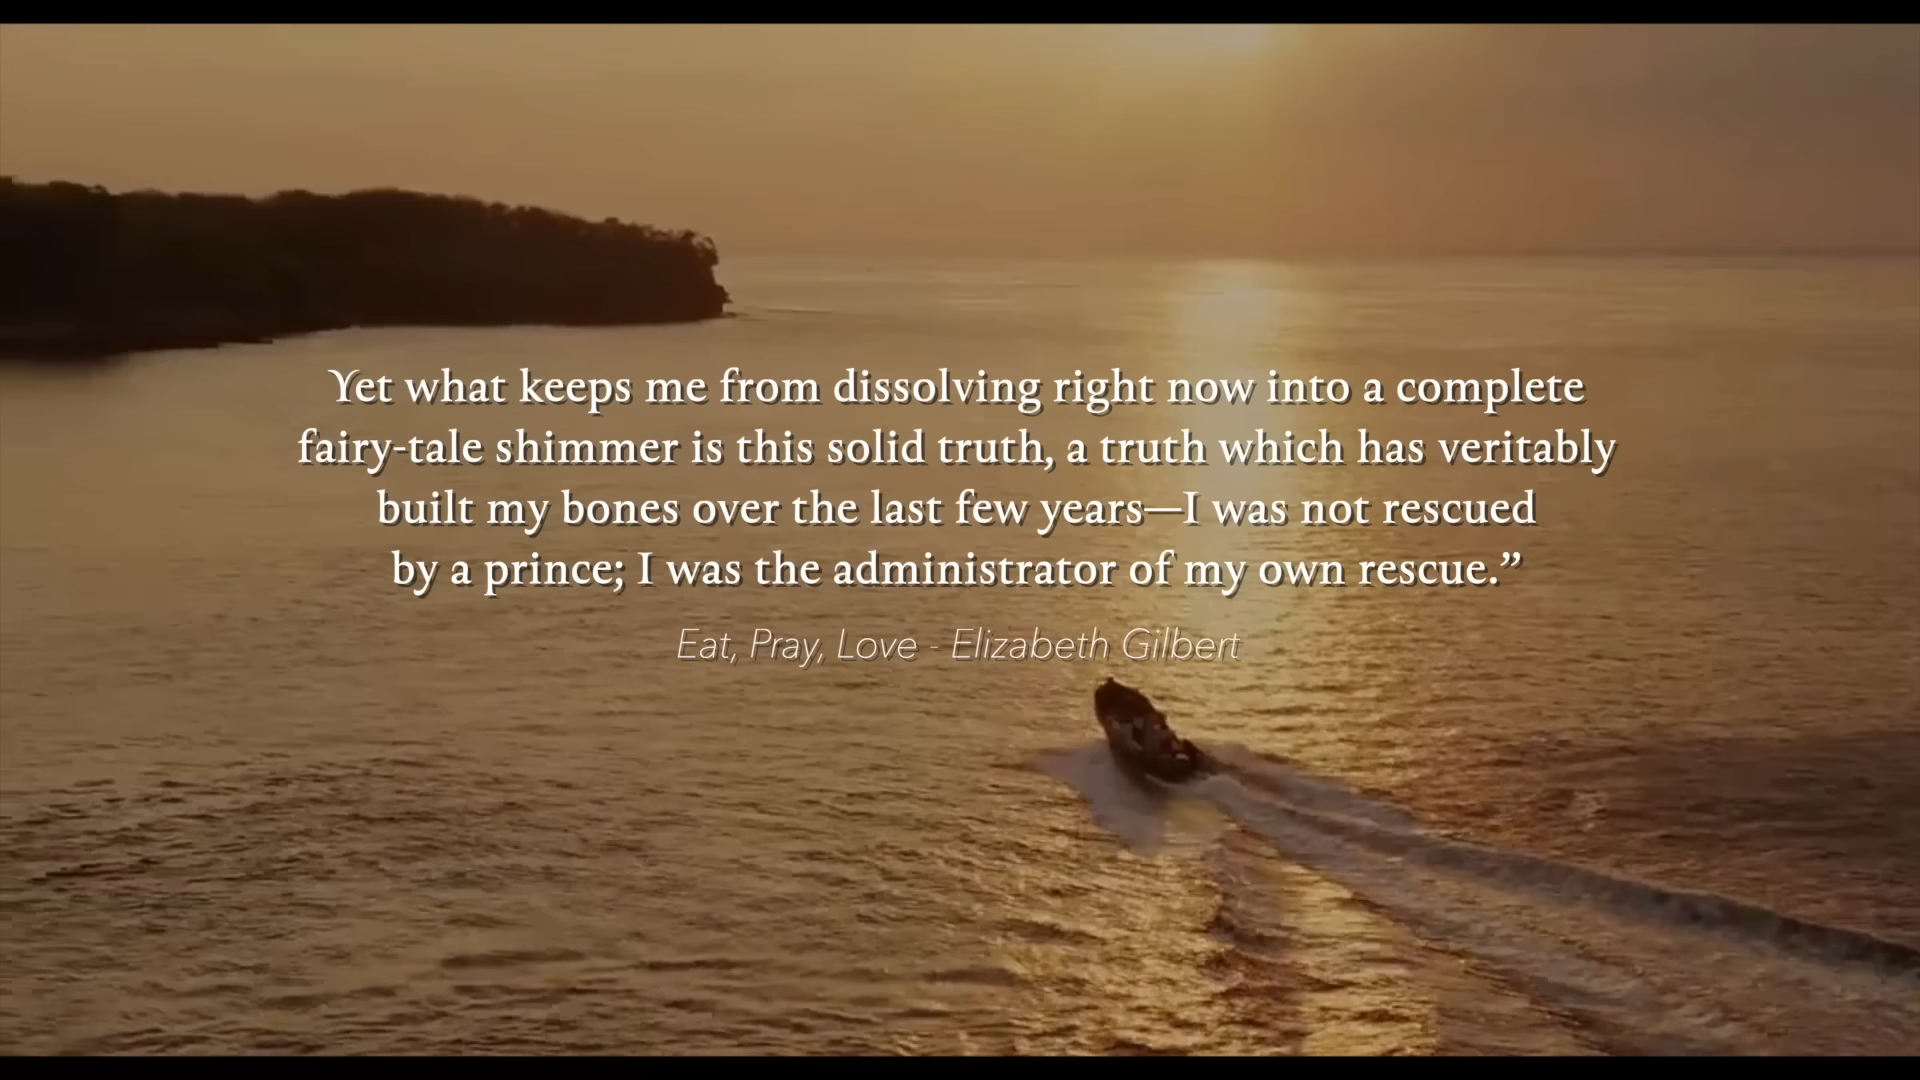 Yet what keeps me from dissolving right now into a complete
fairy-tale shimmer is this solid truth, a truth which has veritably
built my bones over the last few years—I was not rescued
by a prince; I was the administrator of my own rescue.”
Eat, Pray, Love - Elizabeth Gilbert